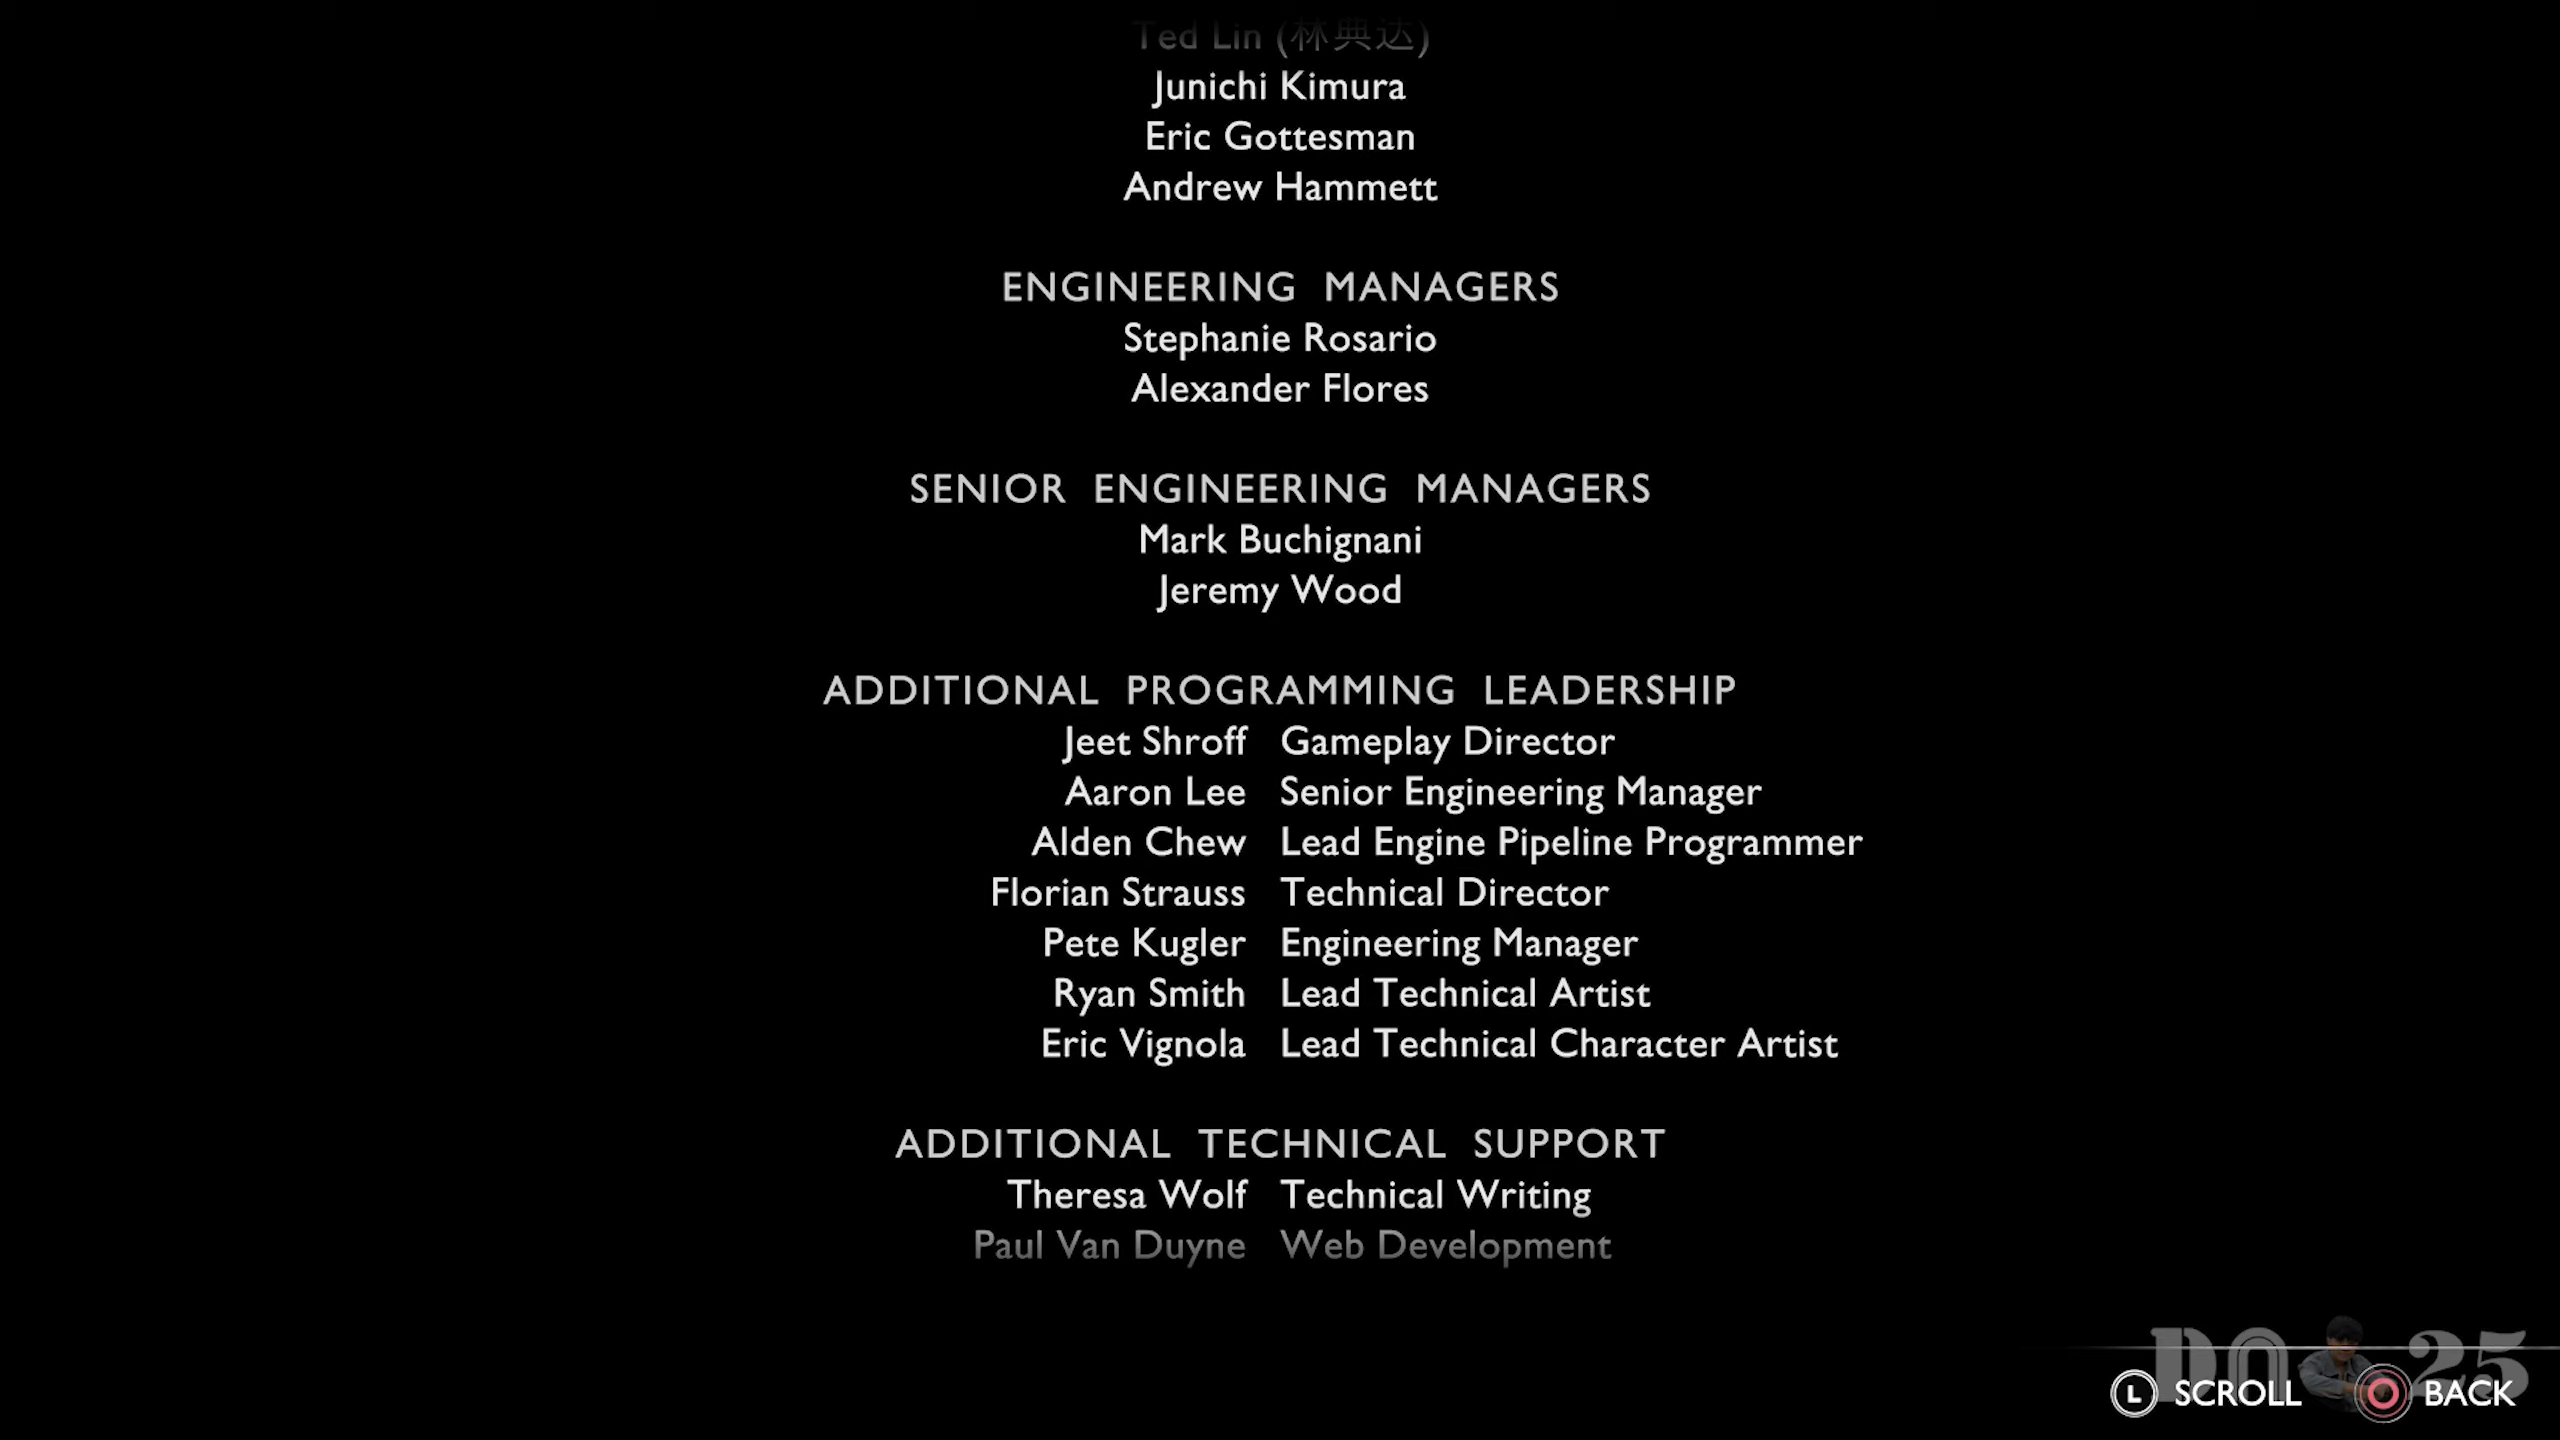 Ted Lin (林典达)
Junichi Kimura
Eric Gottesman
Andrew Hammett
ENGINEERING MANAGERS
Stephanie Rosario
Alexander Flores
SENIOR ENGINEERING MANAGERS
Mark Buchignani
Jeremy Wood
ADDITIONAL PROGRAMMING LEADERSHIP
Jeet Shroff Gameplay Director
Aaron Lee Senior Engineering Manager
Alden Chew Lead Engine Pipeline Programmer
Florian Strauss Technical Director
Pete Kugler Engineering Manager
Ryan Smith Lead Technical Artist
Eric Vignola Lead Technical Character Artist
ADDITIONAL TECHNICAL SUPPORT
Theresa Wolf Technical Writing
Paul Van Duyne Web Development
25
L SCROLL BACK